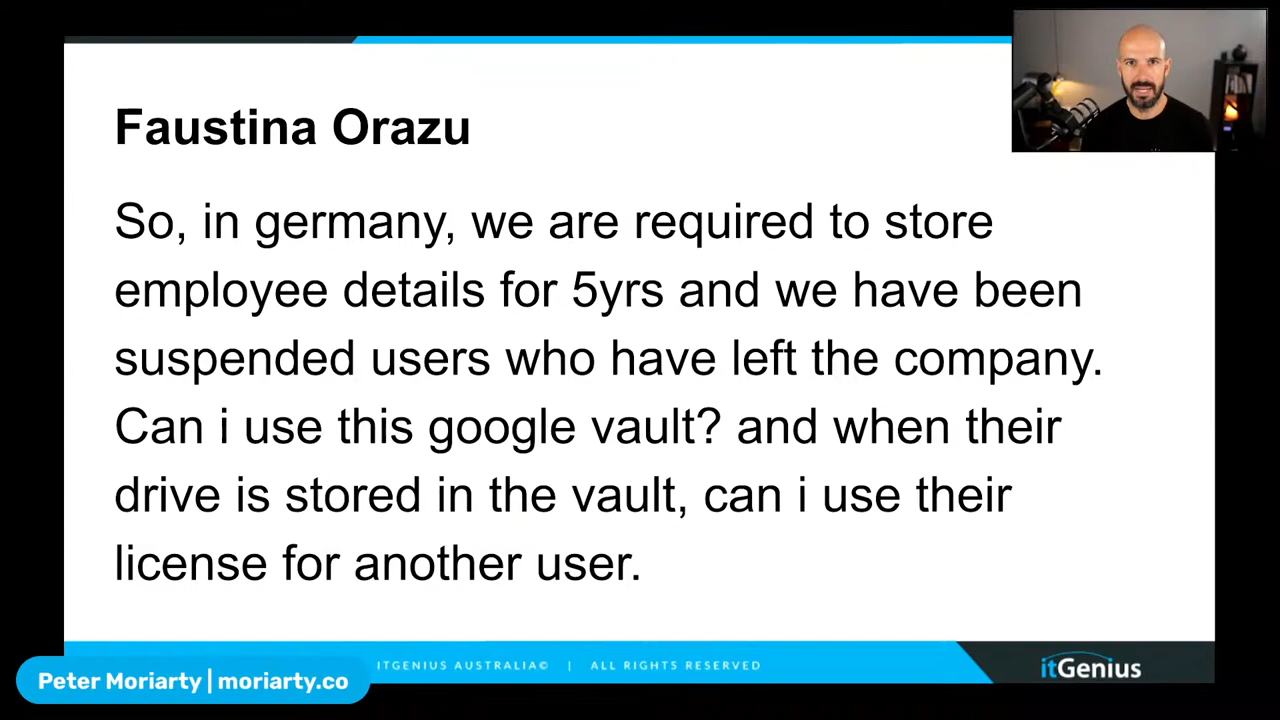 Faustina Orazu
So, in germany, we are required to store
employee details for 5yrs and we have been
suspended users who have left the company.
Can i use this google vault? and when their
drive is stored in the vault, can i use their
license for another user.
ITGENIUS AUSTRALIA© | ALL RIGHTS RESERVED
itGenius
Peter Moriarty | moriarty.co